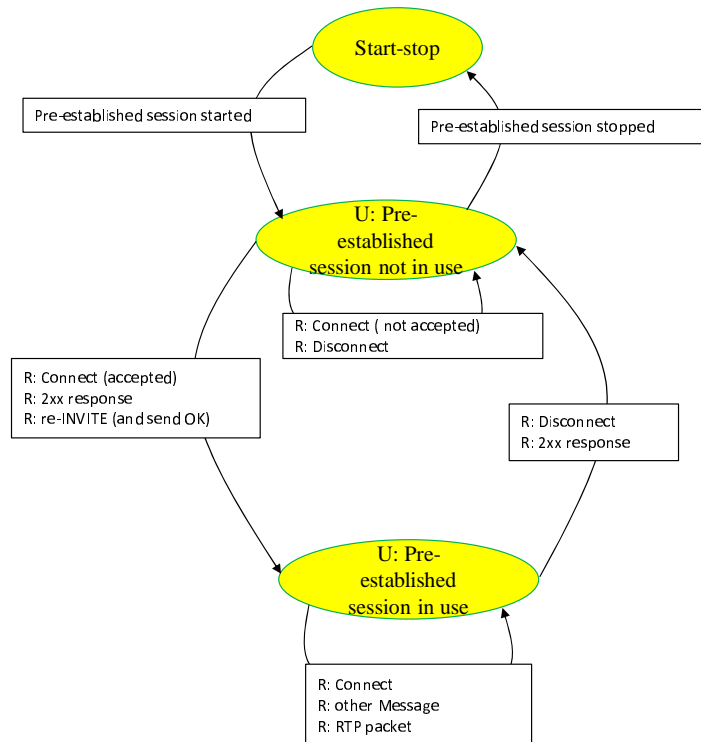 Start-stop
Pre-established session started
Pre-established session stopped
U: Pre-
established
session not in use
R: Connect ( not accepted)
R: Disconnect
R: Connect (accepted)
R: 2xx response
R: re-INVITE (and send OK)
R: Disconnect
R: 2xx response
U: Pre-
established
session in use
R: Connect
R: other Message
R: RTP packet